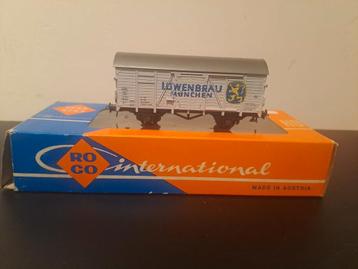 LÖWENBRÄU
MÜNCHEN
RO
CO
international
MADE IN AUSTRIA